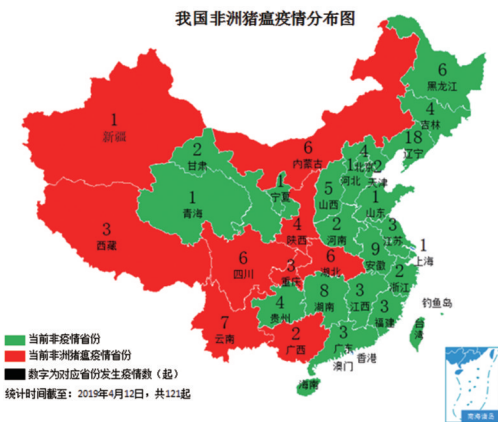 我国非洲猪瘟疫情分布图
6
黑龙江
4
吉林
18
辽宁
1
新疆
2
甘肃
6
内蒙古
4
北京
1
河北
2
天津
1
宁夏
5
山西
1
山东
1
青海
4
陕西
2
河南
3
江苏
3
西藏
6
四川
3
重庆
6
湖北
9
安徽
1
上海
2
浙江
4
贵州
8
湖南
3
江西
3
福建
钓鱼岛
台湾
7
云南
2
广西
3
广东
香港
澳门
海南
当前非疫情省份
当前非洲猪瘟疫情省份
数字为对应省份发生疫情数（起）
统计时间截至：2019年4月12日，共121起
南海诸岛